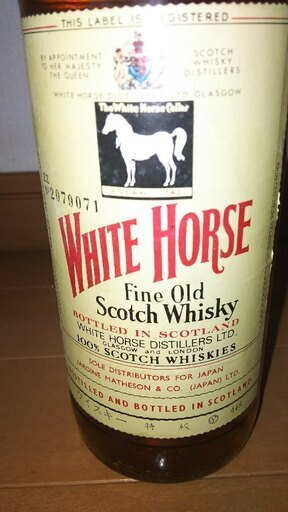 THIS LABEL IS REGISTERED
BY APPOINTMENT
TO HER MAJESTY
THE QUEEN
SCOTCH
WHISKY
DISTILLERS
WHITE HORSE DISTILLERS LTD GLASGOW
The White Horse Cellar
Nº2079071
WHITE HORSE
Fine Old
Scotch Whisky
BOTTLED IN SCOTLAND
WHITE HORSE DISTILLERS LTD.
GLASGOW and LONDON
100% SCOTCH WHISKIES
SOLE DISTRIBUTORS FOR JAPAN
JARDINE MATHESON & CO. (JAPAN) LTD.
DISTILLED AND BOTTLED IN SCOTLAND
ウイスキー 特級